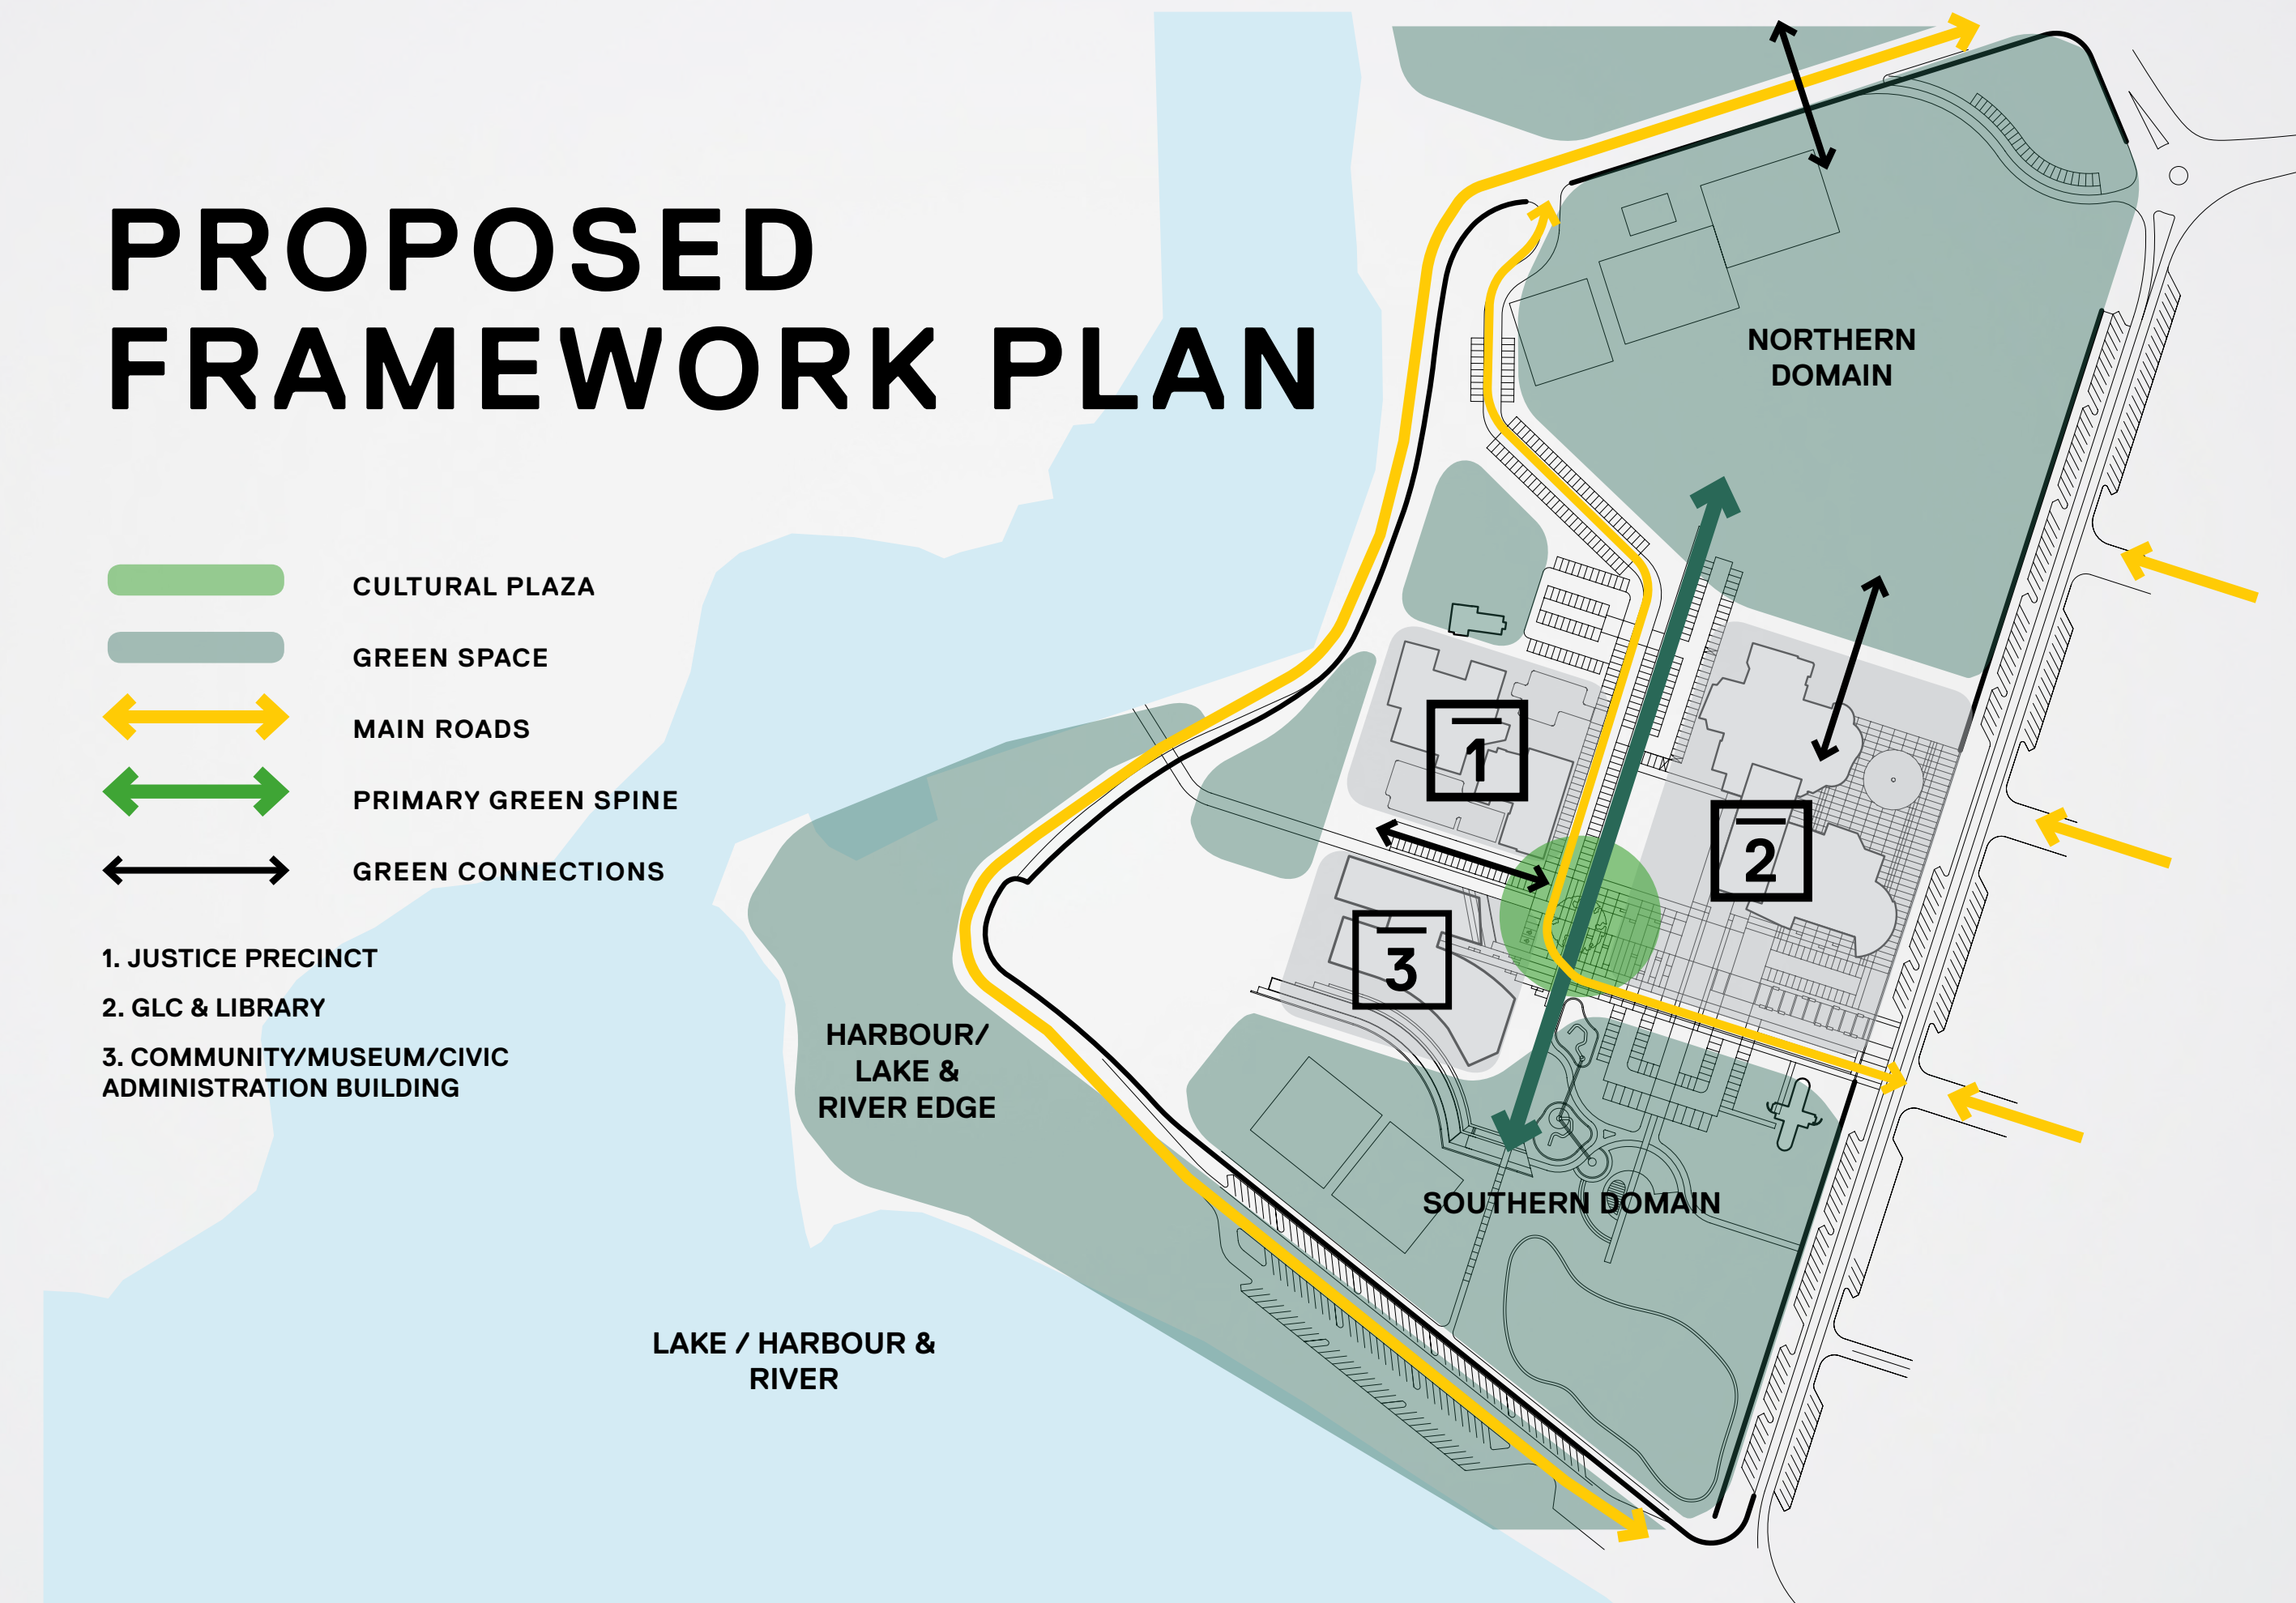 PROPOSED
FRAMEWORK PLAN
CULTURAL PLAZA
GREEN SPACE
MAIN ROADS
PRIMARY GREEN SPINE
GREEN CONNECTIONS
1. JUSTICE PRECINCT
2. GLC & LIBRARY
3. COMMUNITY/MUSEUM/CIVIC
ADMINISTRATION BUILDING
NORTHERN
DOMAIN
1
2
3
HARBOUR/
LAKE &
RIVER EDGE
SOUTHERN DOMAIN
LAKE / HARBOUR &
RIVER